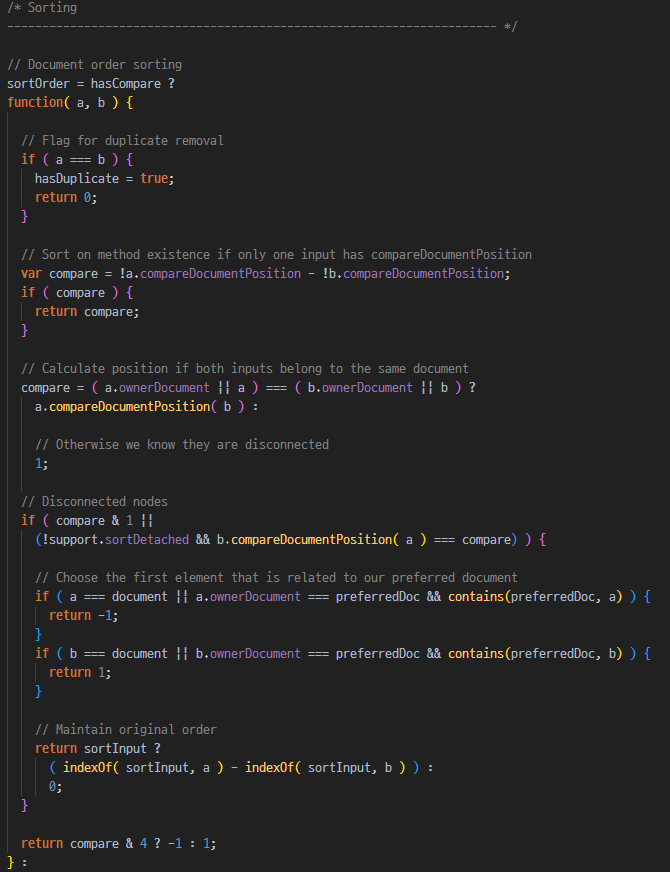 /* Sorting
---------------------------------------------------------------------- */
// Document order sorting
sortOrder = hasCompare ?
function( a, b ) {
// Flag for duplicate removal
if ( a === b ) {
hasDuplicate = true;
return 0;
}
// Sort on method existence if only one input has compareDocumentPosition
var compare = !a.compareDocumentPosition - !b.compareDocumentPosition;
if ( compare ) {
return compare;
}
// Calculate position if both inputs belong to the same document
compare = ( a.ownerDocument || a ) === ( b.ownerDocument || b ) ?
a.compareDocumentPosition( b ) :
// Otherwise we know they are disconnected
1;
// Disconnected nodes
if ( compare & 1 ||
(!support.sortDetached && b.compareDocumentPosition( a ) === compare) ) {
// Choose the first element that is related to our preferred document
if ( a === document || a.ownerDocument === preferredDoc && contains(preferredDoc, a) ) {
return -1;
}
if ( b === document || b.ownerDocument === preferredDoc && contains(preferredDoc, b) ) {
return 1;
}
// Maintain original order
return sortInput ?
( indexOf( sortInput, a ) - indexOf( sortInput, b ) ) :
0;
}
return compare & 4 ? -1 : 1;
} :